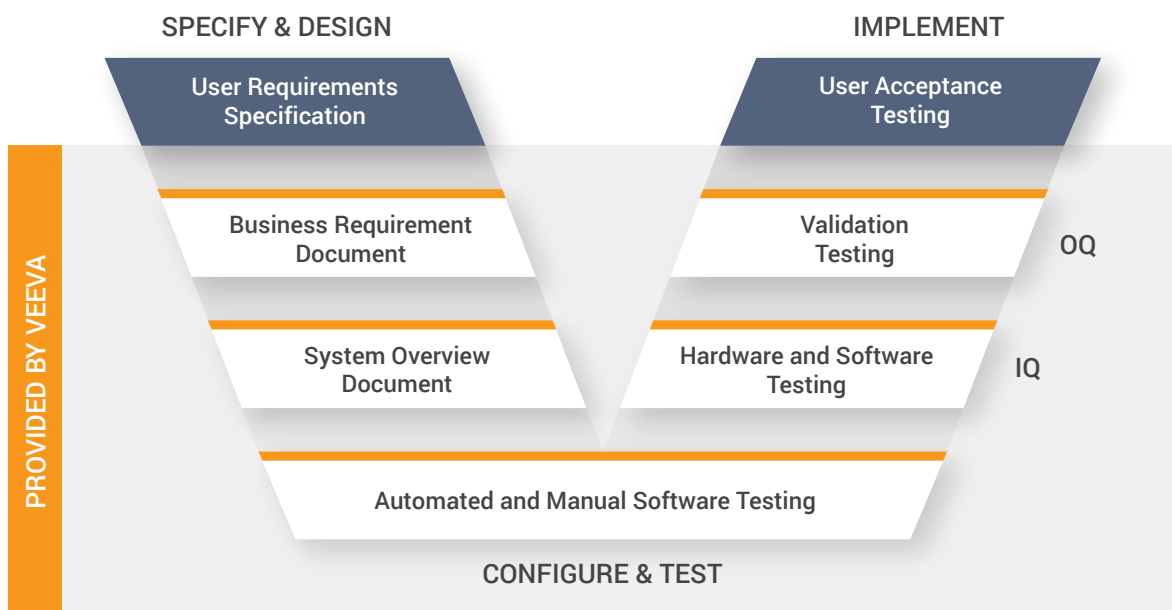 SPECIFY & DESIGN
IMPLEMENT
User Requirements
Specification
User Acceptance
Testing
PROVIDED BY VEEVA
Business Requirement
Document
Validation
Testing
OQ
System Overview
Document
Hardware and Software
Testing
IQ
Automated and Manual Software Testing
CONFIGURE & TEST